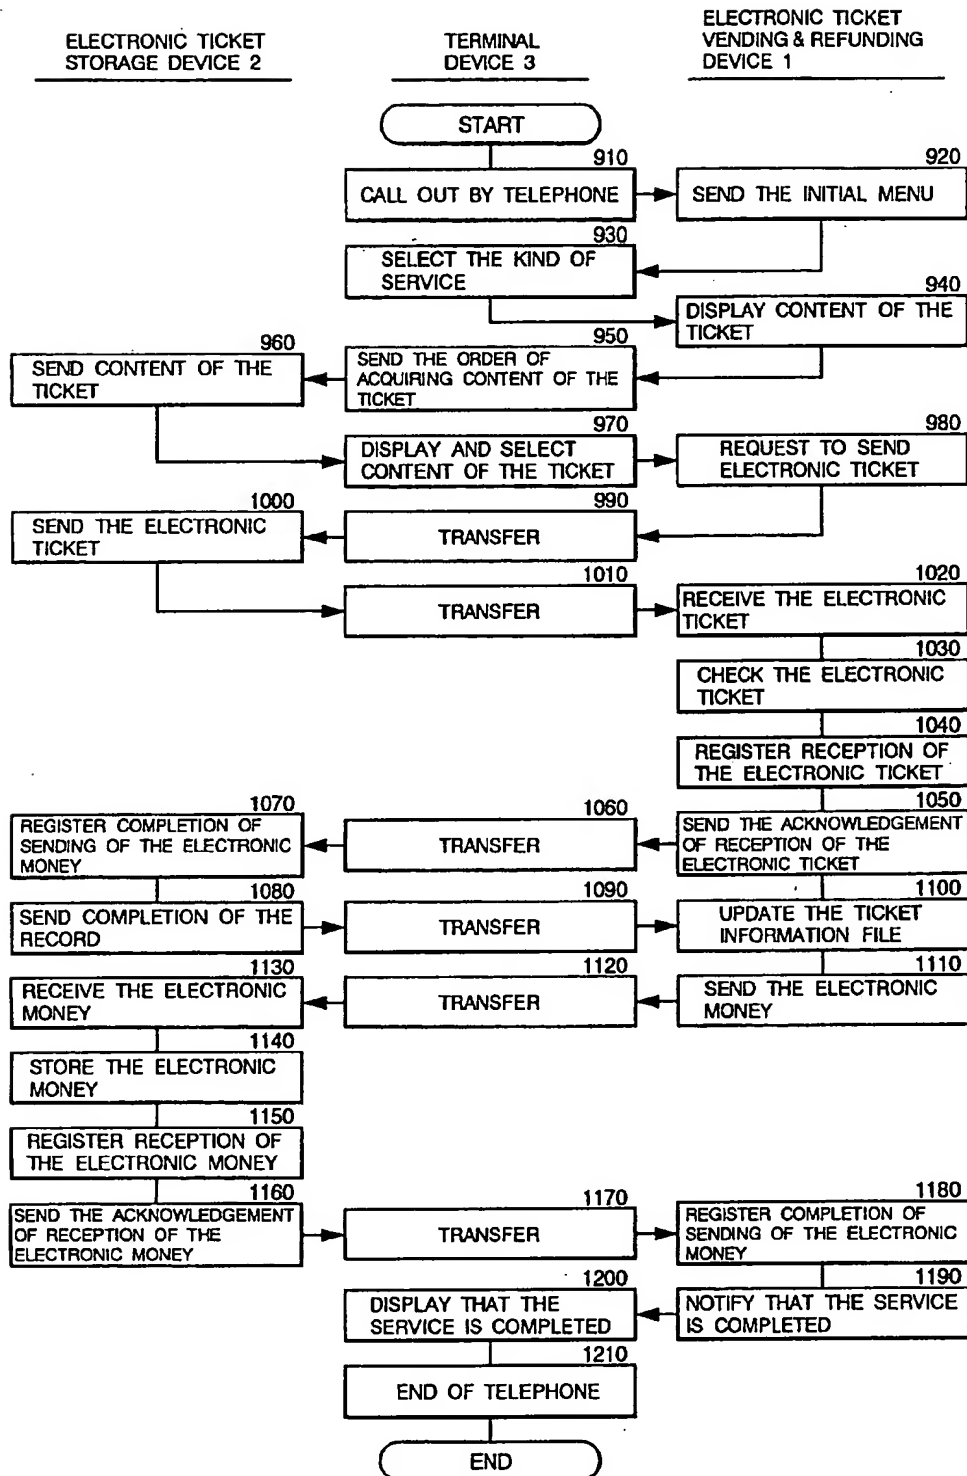 ELECTRONIC TICKET
STORAGE DEVICE 2
TERMINAL
DEVICE 3
ELECTRONIC TICKET
VENDING & REFUNDING
DEVICE 1
START
910
CALL OUT BY TELEPHONE
920
SEND THE INITIAL MENU
930
SELECT THE KIND OF
SERVICE
940
DISPLAY CONTENT OF THE
TICKET
950
SEND THE ORDER OF
ACQUIRING CONTENT OF THE
TICKET
960
SEND CONTENT OF THE
TICKET
970
DISPLAY AND SELECT
CONTENT OF THE TICKET
980
REQUEST TO SEND
ELECTRONIC TICKET
990
TRANSFER
1000
SEND THE ELECTRONIC
TICKET
1010
TRANSFER
1020
RECEIVE THE ELECTRONIC
TICKET
1030
CHECK THE ELECTRONIC
TICKET
1040
REGISTER RECEPTION OF
THE ELECTRONIC TICKET
1050
SEND THE ACKNOWLEDGEMENT
OF RECEPTION OF THE
ELECTRONIC TICKET
1060
TRANSFER
1070
REGISTER COMPLETION OF
SENDING OF THE ELECTRONIC
MONEY
1080
SEND COMPLETION OF THE
RECORD
1090
TRANSFER
1100
UPDATE THE TICKET
INFORMATION FILE
1110
SEND THE ELECTRONIC
MONEY
1120
TRANSFER
1130
RECEIVE THE ELECTRONIC
MONEY
1140
STORE THE ELECTRONIC
MONEY
1150
REGISTER RECEPTION OF
THE ELECTRONIC MONEY
1160
SEND THE ACKNOWLEDGEMENT
OF RECEPTION OF THE
ELECTRONIC MONEY
1170
TRANSFER
1180
REGISTER COMPLETION OF
SENDING OF THE ELECTRONIC
MONEY
1190
NOTIFY THAT THE SERVICE
IS COMPLETED
1200
DISPLAY THAT THE
SERVICE IS COMPLETED
1210
END OF TELEPHONE
END